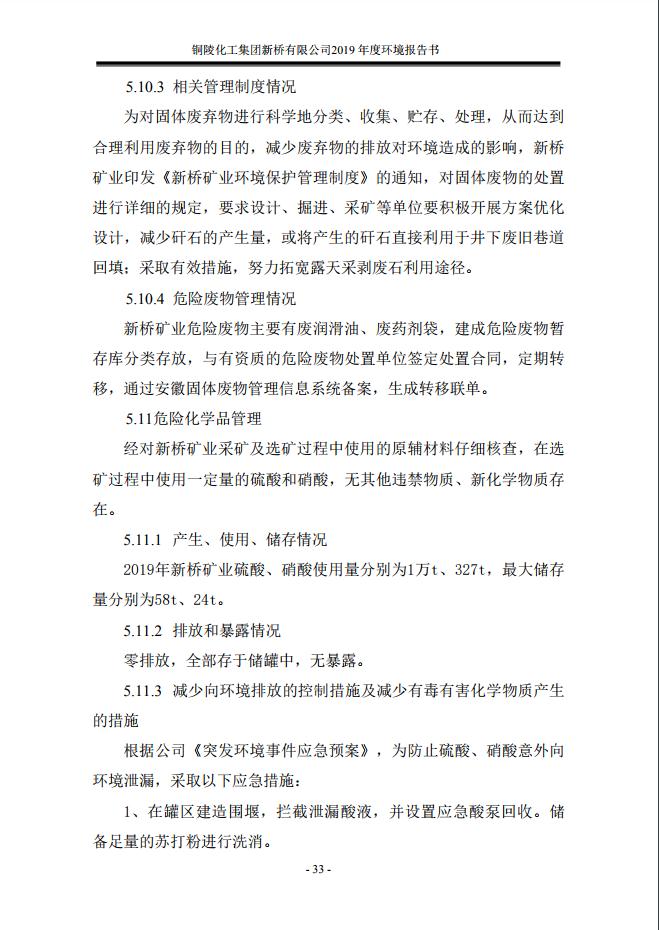 铜陵化工集团新桥有限公司2019 年度环境报告书
5.10.3 相关管理制度情况
为对固体废弃物进行科学地分类、收集、贮存、处理，从而达到
合理利用废弃物的目的，减少废弃物的排放对环境造成的影响，新桥
矿业印发《新桥矿业环境保护管理制度》的通知，对固体废物的处置
进行详细的规定，要求设计、掘进、采矿等单位要积极开展方案优化
设计，减少矸石的产生量，或将产生的矸石直接利用于井下废旧巷道
回填；采取有效措施，努力拓宽露天采剥废石利用途径。
5.10.4 危险废物管理情况
新桥矿业危险废物主要有废润滑油、废药剂袋，建成危险废物暂
存库分类存放，与有资质的危险废物处置单位签定处置合同，定期转
移，通过安徽固体废物管理信息系统备案，生成转移联单。
5.11危险化学品管理
经对新桥矿业采矿及选矿过程中使用的原辅材料仔细核查，在选
矿过程中使用一定量的硫酸和硝酸，无其他违禁物质、新化学物质存
在。
5.11.1 产生、使用、储存情况
2019年新桥矿业硫酸、硝酸使用量分别为1万t、327t，最大储存
量分别为58t、24t。
5.11.2 排放和暴露情况
零排放，全部存于储罐中，无暴露。
5.11.3 减少向环境排放的控制措施及减少有毒有害化学物质产生
的措施
根据公司《突发环境事件应急预案》，为防止硫酸、硝酸意外向
环境泄漏，采取以下应急措施：
1、在罐区建造围堰，拦截泄漏酸液，并设置应急酸泵回收。储
备足量的苏打粉进行洗消。
- 33 -